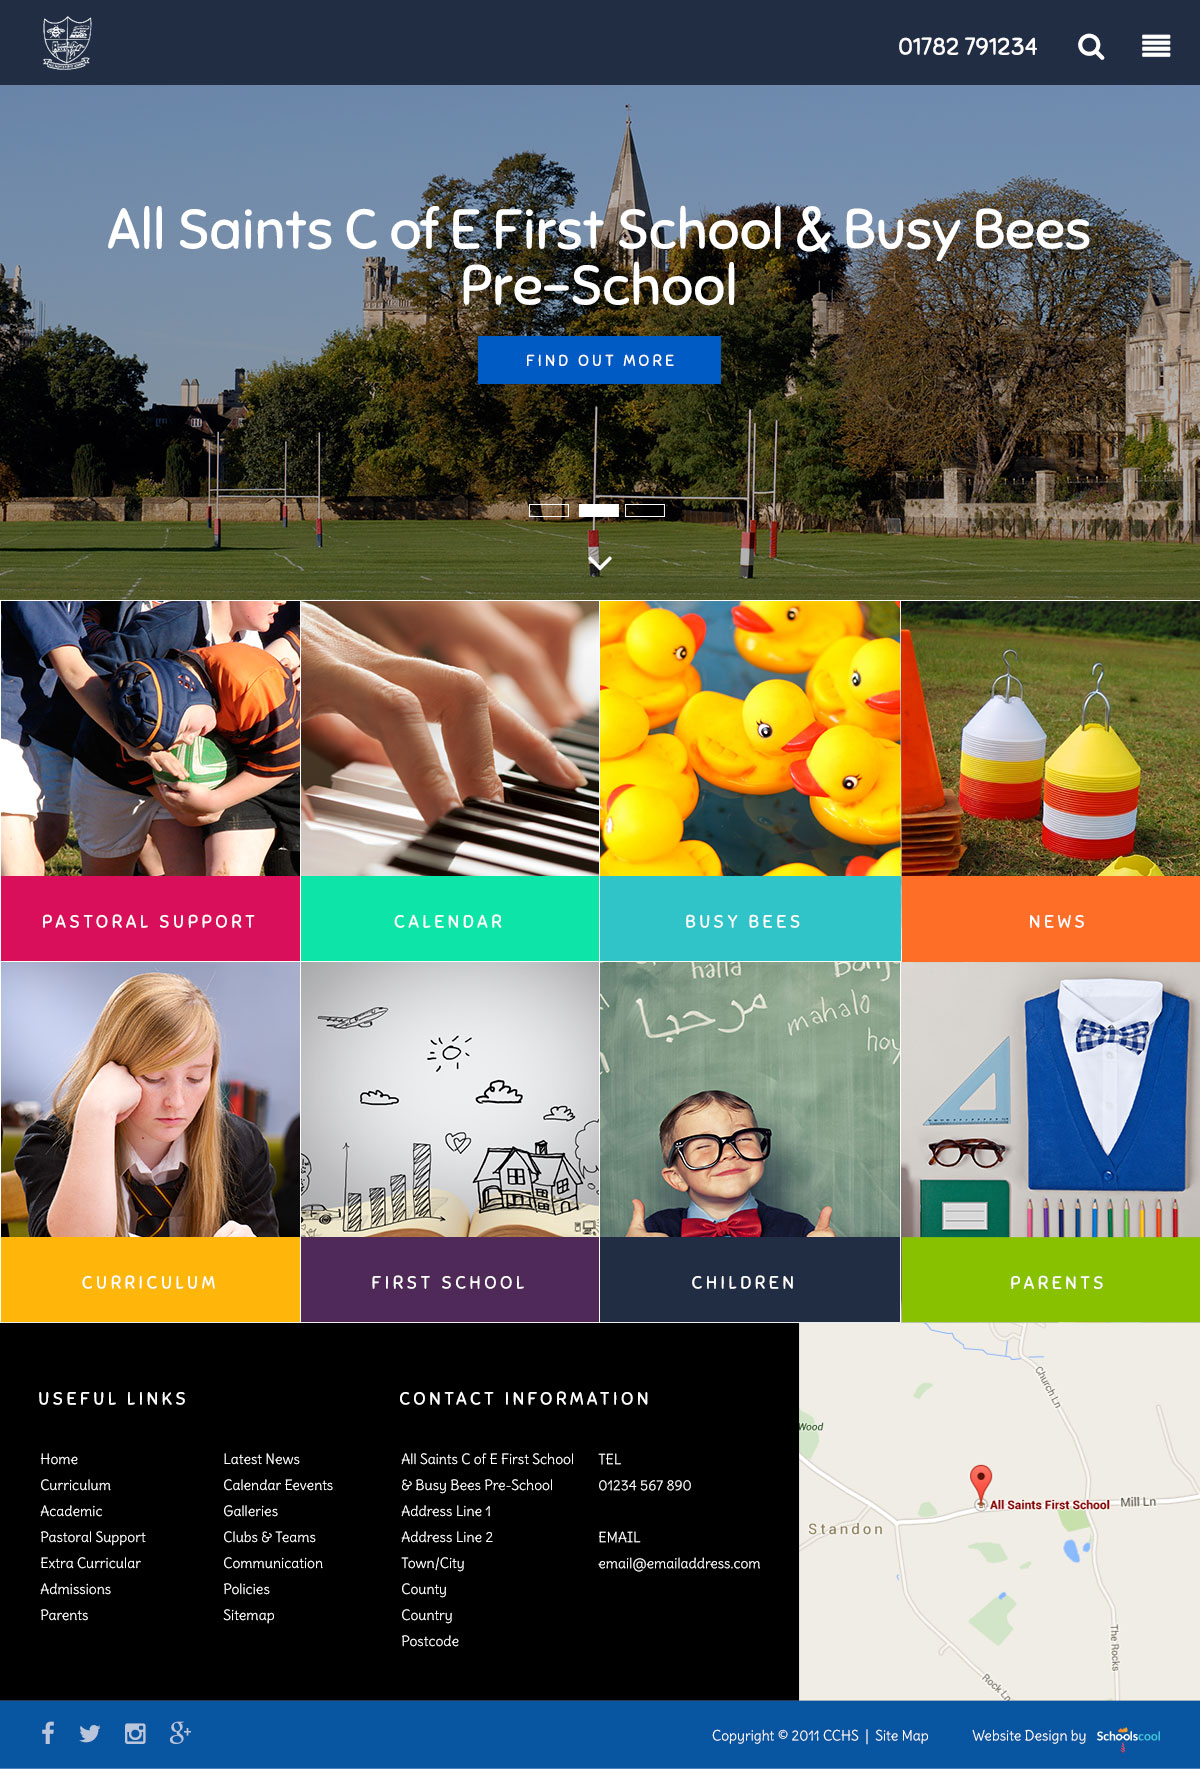 01782 791234
All Saints C of E First School & Busy Bees
Pre-School
FIND OUT MORE
PASTORAL SUPPORT
CALENDAR
BUSY BEES
NEWS
halla
mahalo
مرحبا
CURRICULUM
FIRST SCHOOL
CHILDREN
PARENTS
USEFUL LINKS
Home
Curriculum
Academic
Pastoral Support
Extra Curricular
Admissions
Parents
Latest News
Calendar Eevents
Galleries
Clubs & Teams
Communication
Policies
Sitemap
CONTACT INFORMATION
All Saints C of E First School
& Busy Bees Pre-School
Address Line 1
Address Line 2
Town/City
County
Country
Postcode
TEL
01234 567 890
EMAIL
email@emailaddress.com
Church Ln
Wood
All Saints First School
Mill Ln
Standon
The Rocks
Rock Ln
Copyright © 2011 CCHS | Site Map
Website Design by Schoolscool